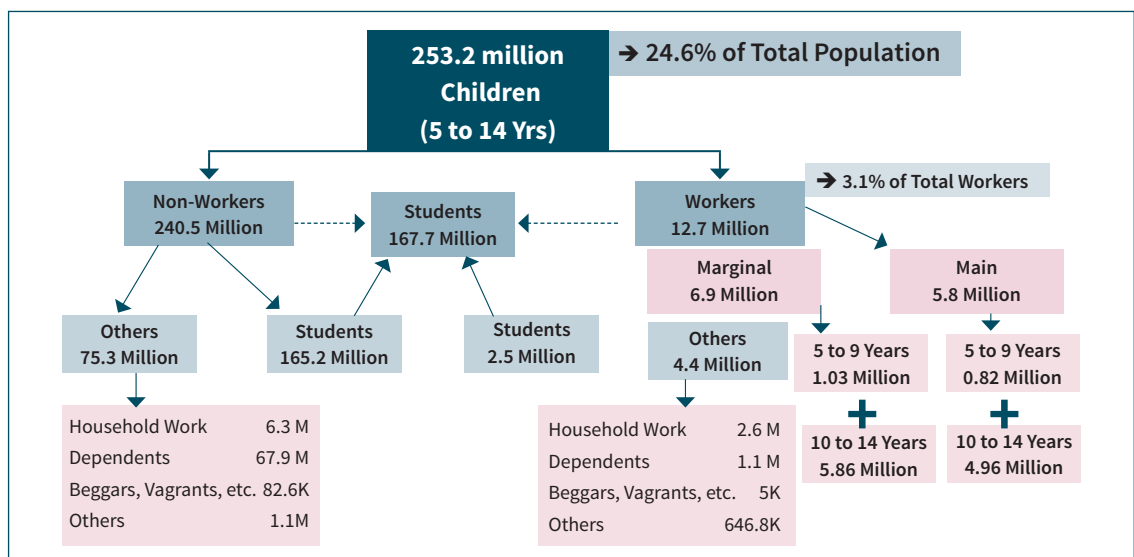 253.2 million
Children
(5 to 14 Yrs)
➔ 24.6% of Total Population
Non-Workers
240.5 Million
Students
167.7 Million
Workers
12.7 Million
➔ 3.1% of Total Workers
Marginal
6.9 Million
Main
5.8 Million
Others
75.3 Million
Students
165.2 Million
Students
2.5 Million
Others
4.4 Million
5 to 9 Years
1.03 Million
5 to 9 Years
0.82 Million
+
+
10 to 14 Years
5.86 Million
10 to 14 Years
4.96 Million
Household Work 6.3 M
Dependents 67.9 M
Beggars, Vagrants, etc. 82.6K
Others 1.1M
Household Work 2.6 M
Dependents 1.1 M
Beggars, Vagrants, etc. 5K
Others 646.8K